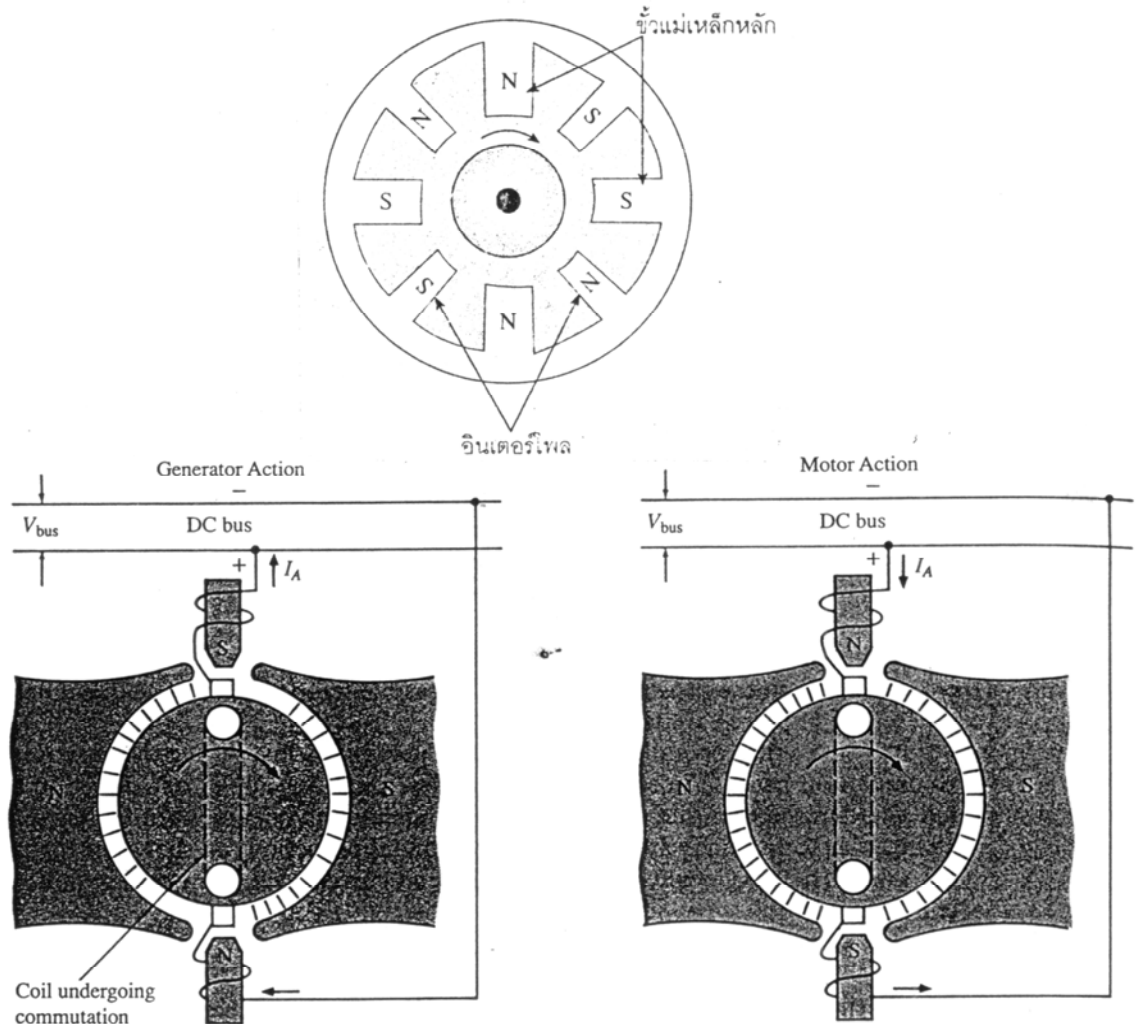 ขั้วแม่เหล็กหลัก
N
N
S
S
S
S
N
N
อินเตอร์โพล
Generator Action
−
V_bus
DC bus
+
I_A
S
N
S
N
Coil undergoing
commutation
Motor Action
−
V_bus
DC bus
+
I_A
N
N
S
S